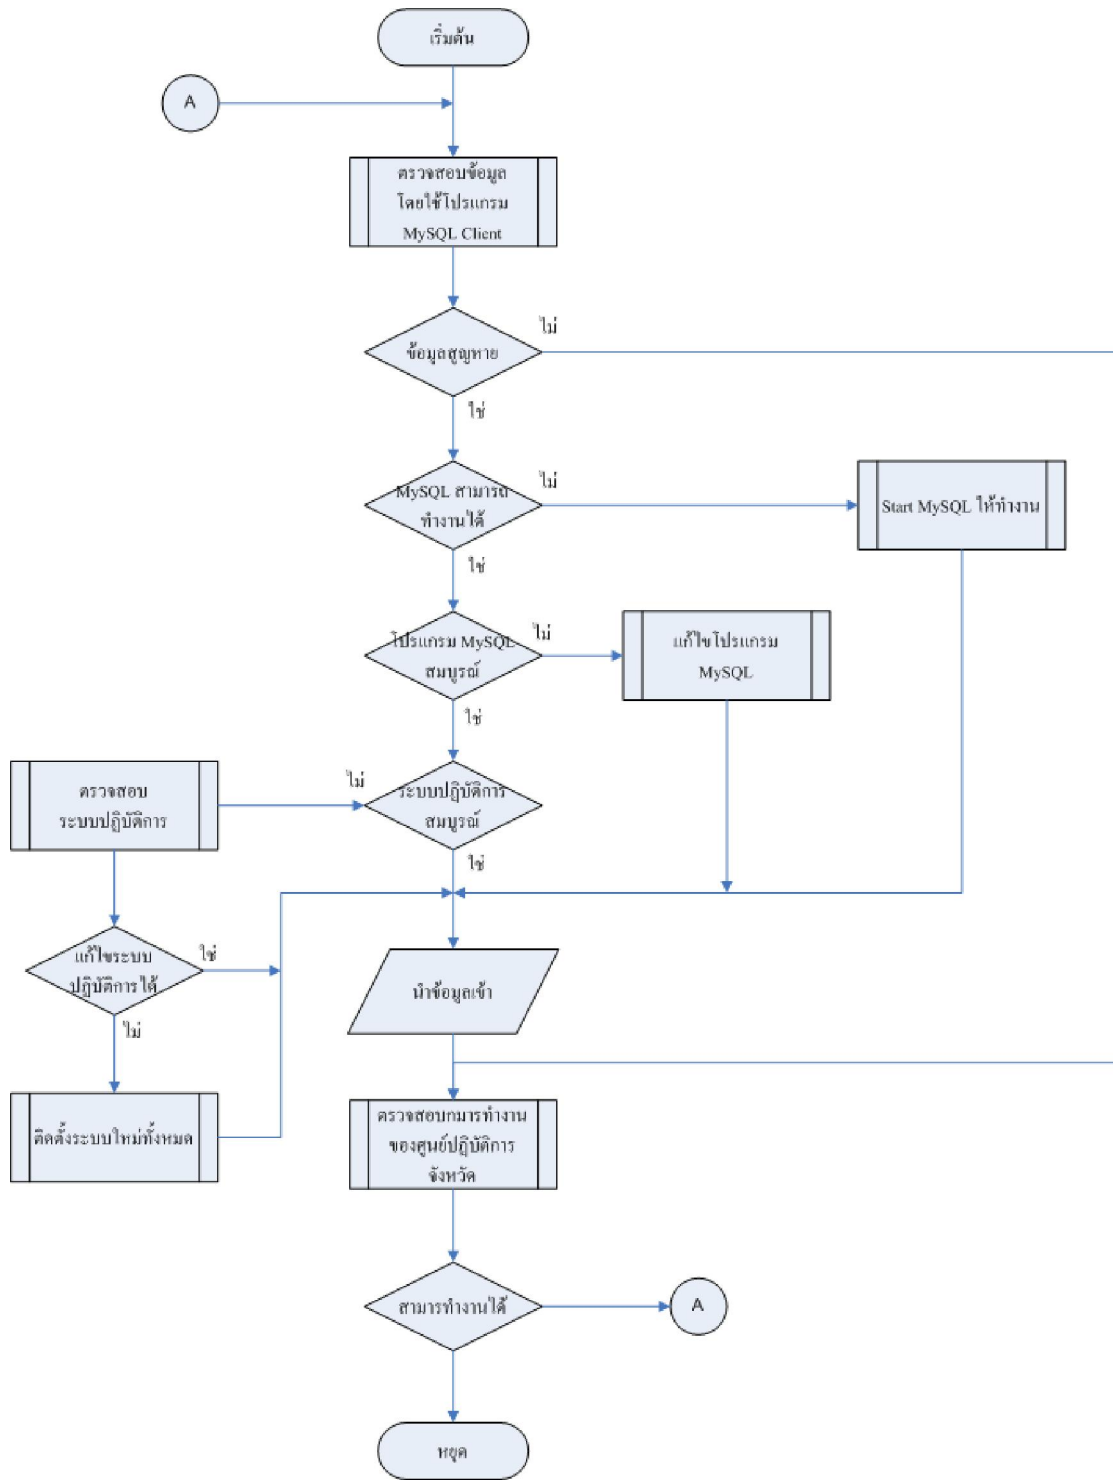 เริ่มต้น
A
ตรวจสอบข้อมูล
โดยใช้โปรแกรม
MySQL Client
ไม่
ข้อมูลสูญหาย
ใช่
MySQL สามารถ
ทำงานได้
ไม่
Start MySQL ให้ทำงาน
ใช่
โปรแกรม MySQL
สมบูรณ์
ไม่
แก้ไขโปรแกรม
MySQL
ใช่
ตรวจสอบ
ระบบปฏิบัติการ
ไม่
ระบบปฏิบัติการ
สมบูรณ์
ใช่
แก้ไขระบบ
ปฏิบัติการได้
ใช่
นำข้อมูลเข้า
ไม่
ติดตั้งระบบใหม่ทั้งหมด
ตรวจสอบกมารทำงาน
ของศูนย์ปฏิบัติการ
จังหวัด
สามารทำงานได้
A
หยุด